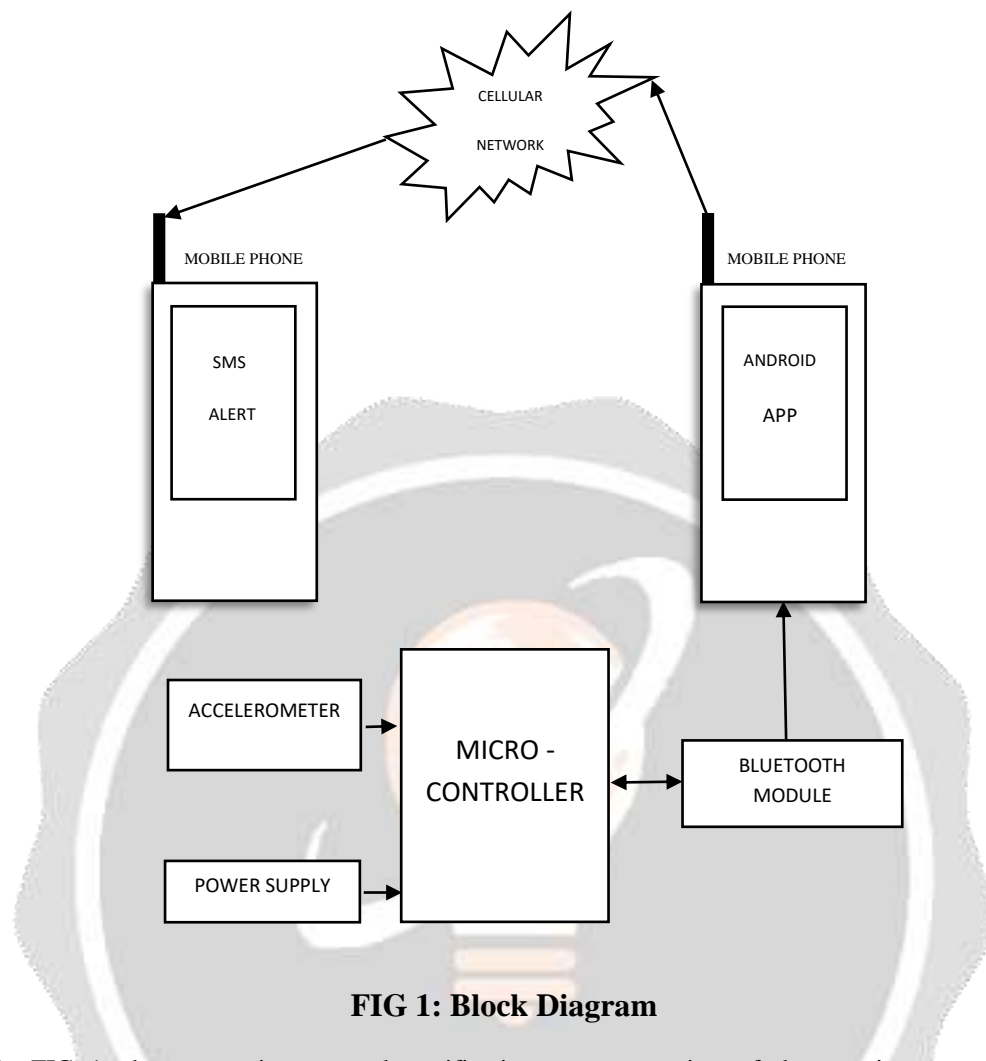 CELLULAR
NETWORK
MOBILE PHONE
MOBILE PHONE
SMS
ALERT
ANDROID
APP
ACCELEROMETER
MICRO -
CONTROLLER
BLUETOOTH
MODULE
POWER SUPPLY
FIG 1: Block Diagram